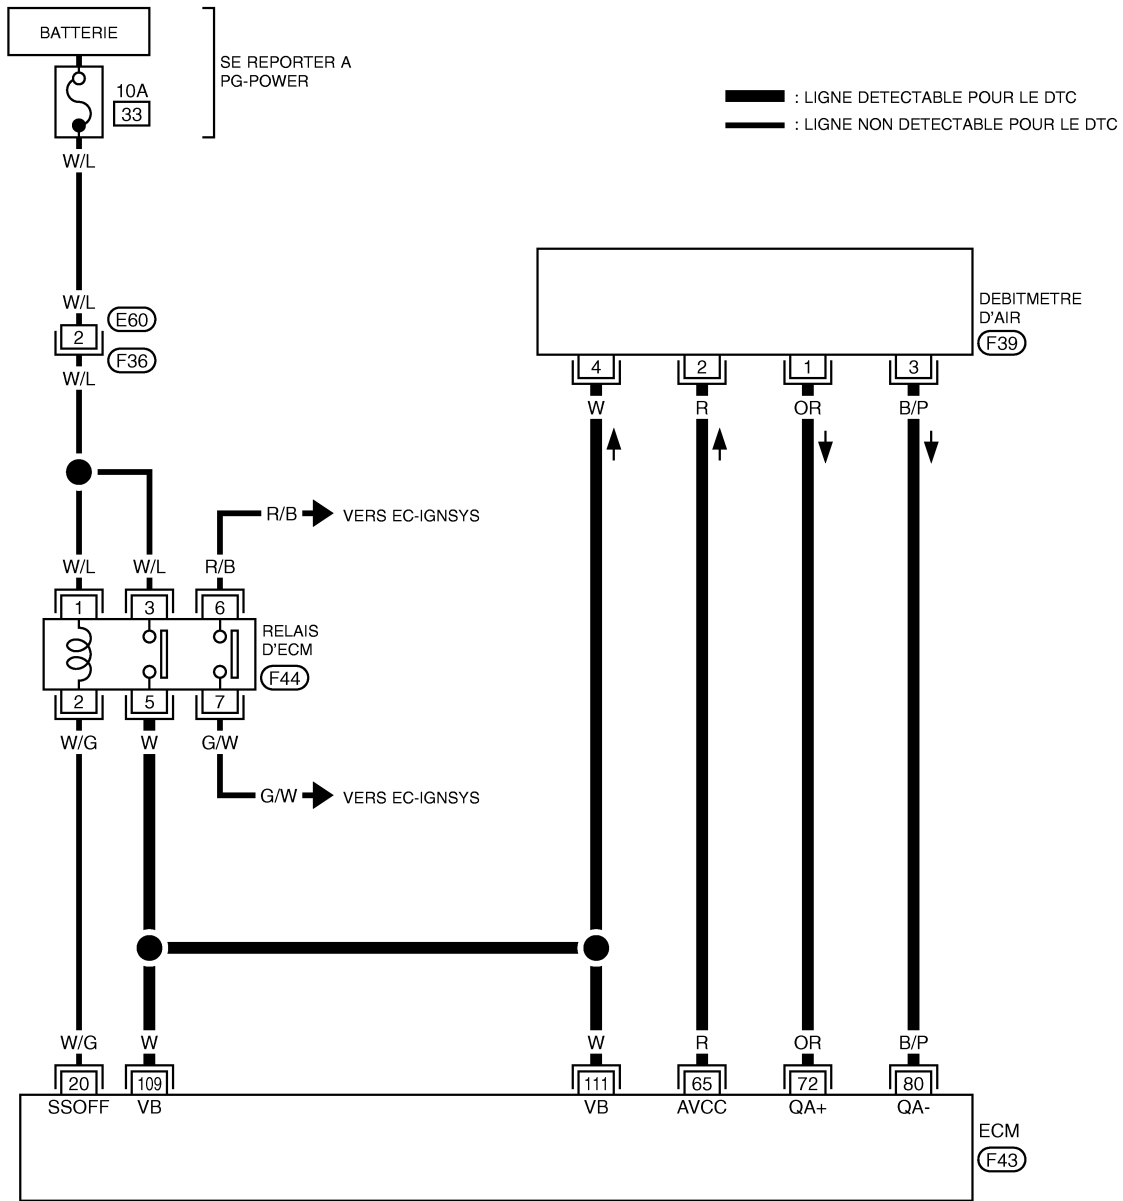 BATTERIE
SE REPORTER A
PG-POWER
10A
33
: LIGNE DETECTABLE POUR LE DTC
: LIGNE NON DETECTABLE POUR LE DTC
W/L
W/L
E60
2
F36
W/L
DEBITMETRE
D'AIR
F39
4 2 1 3
W R OR B/P
R/B VERS EC-IGNSYS
W/L W/L R/B
1 3 6
RELAIS
D'ECM
F44
2 5 7
W/G W G/W
G/W VERS EC-IGNSYS
W/G W W R OR B/P
20 109 111 65 72 80
SSOFF VB VB AVCC QA+ QA-
ECM
F43